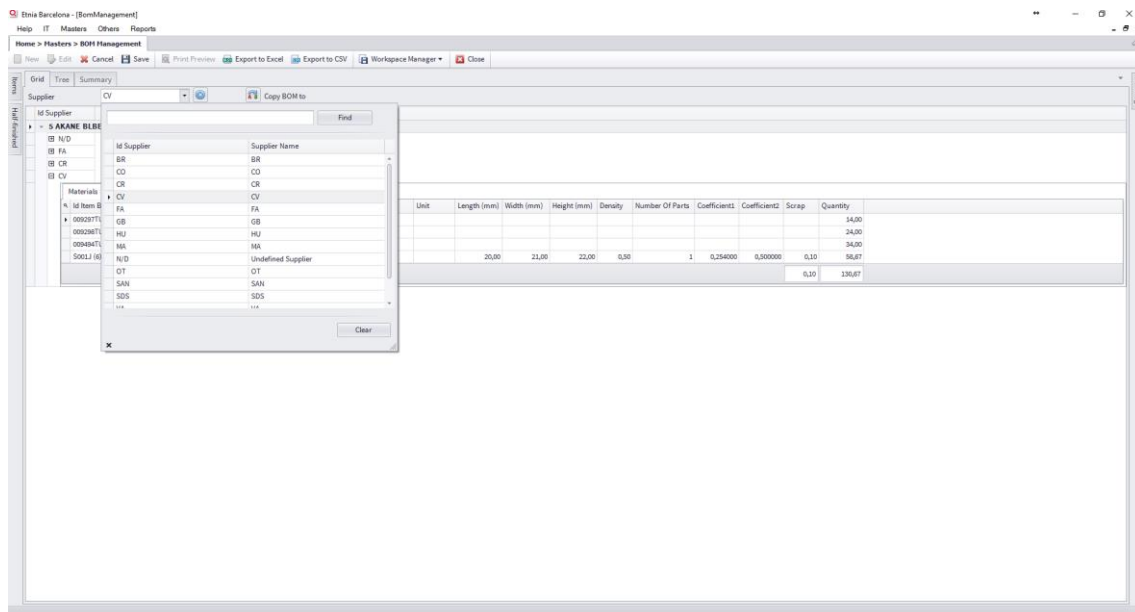 Etnia Barcelona - [BomManagement]
Help IT Masters Others Reports
Home > Masters > BOM Management
New Edit Cancel Save Print Preview Export to Excel Export to CSV Workspace Manager Close
Items
Half-finished
Grid Tree Summary
Supplier CV Copy BOM to
Id Supplier
5 AKANE BLBE
N/D
FA
CR
CV
Find
Id Supplier Supplier Name
BR BR
CO CO
CR CR
CV CV
FA FA
GB GB
HU HU
MA MA
N/D Undefined Supplier
OT OT
SAN SAN
SDS SDS
Clear
Materials
Id Item B Unit Length (mm) Width (mm) Height (mm) Density Number Of Parts Coefficient1 Coefficient2 Scrap Quantity
14,00
24,00
34,00
S001J (6) 20,00 21,00 22,00 0,50 1 0,254000 0,500000 0,10 58,67
0,10 130,67